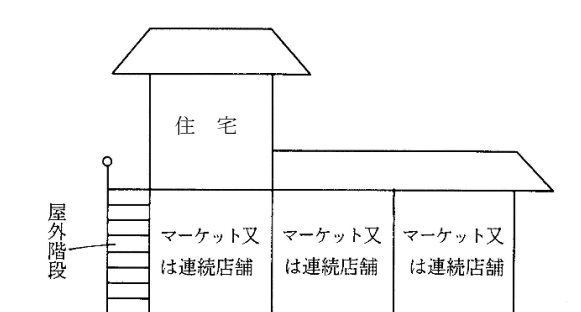 住宅
屋外階段
マーケット又
は連続店舗
マーケット又
は連続店舗
マーケット又
は連続店舗